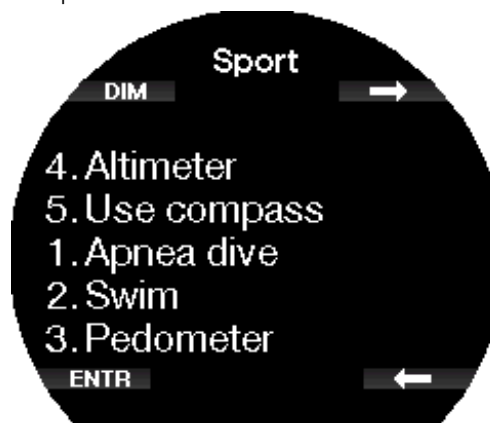 Sport
DIM
4. Altimeter
5. Use compass
1. Apnea dive
2. Swim
3. Pedometer
ENTR